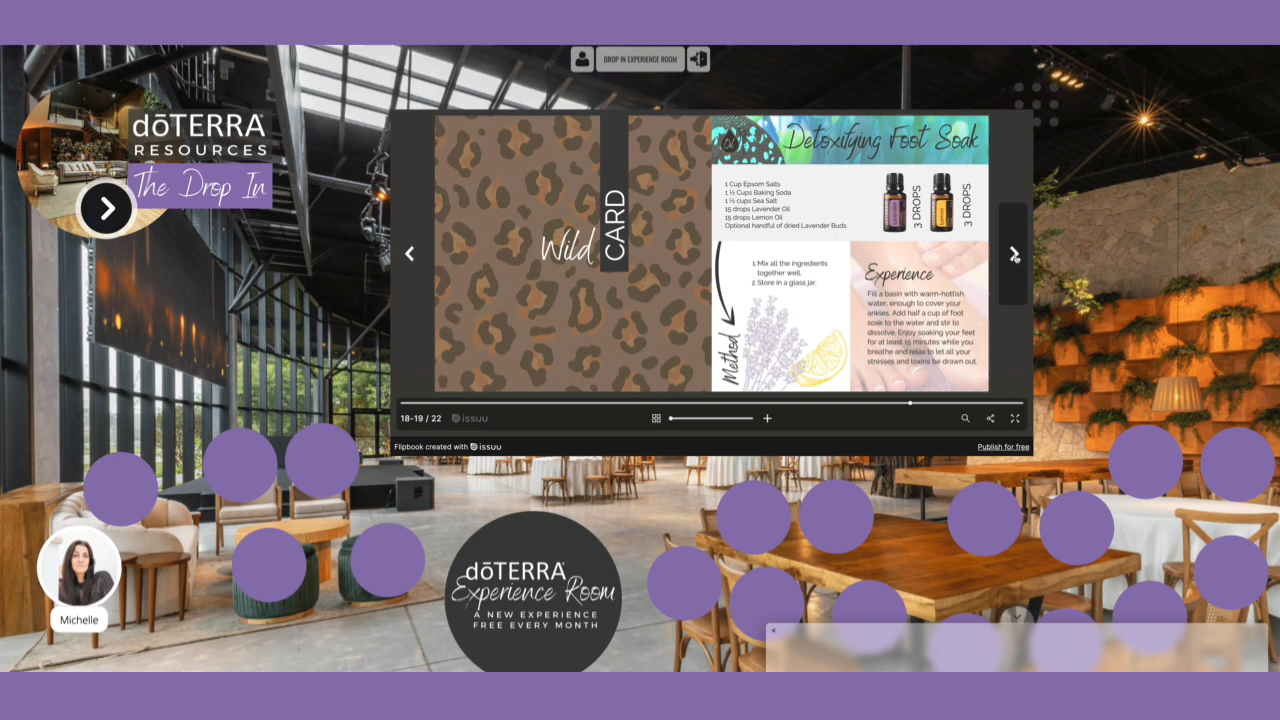 DROP IN EXPERIENCE ROOM
dōTERRA
RESOURCES
The Drop In
Wild
CARD
Detoxifying Foot Soak
1 Cup Epsom Salts
1 ½ Cups Baking Soda
1 ½ cups Sea Salt
15 drops Lavender Oil
15 drops Lemon Oil
Optional handful of dried Lavender Buds
3 DROPS
Lemon
3 DROPS
Method
1. Mix all the ingredients
together well.
2. Store in a glass jar.
Experience
Fill a basin with warm-hottish
water, enough to cover your
ankles. Add half a cup of foot
soak to the water and stir to
dissolve. Enjoy soaking your feet
for at least 15 minutes while you
breathe and relax to let all your
stresses and toxins be drawn out.
18-19 / 22
issuu
Flipbook created with issuu
Publish for free
Michelle
dōTERRA
Experience Room
A NEW EXPERIENCE
FREE EVERY MONTH